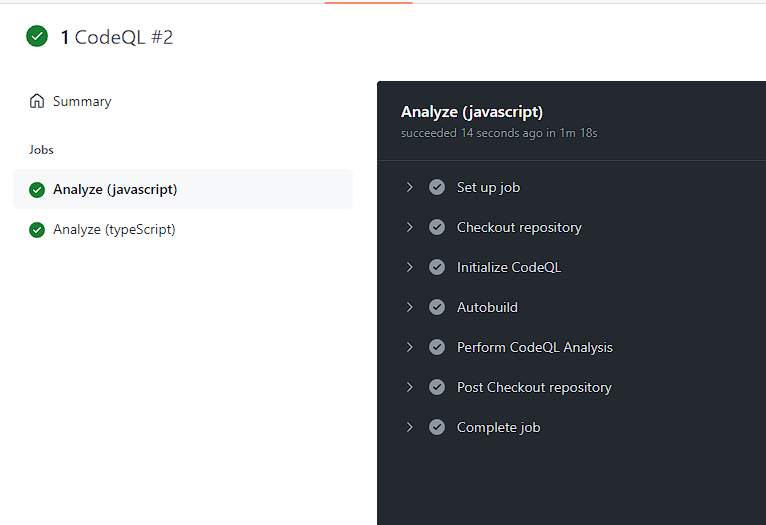 1 CodeQL #2
Summary
Jobs
Analyze (javascript)
Analyze (typeScript)
Analyze (javascript)
succeeded 14 seconds ago in 1m 18s
Set up job
Checkout repository
Initialize CodeQL
Autobuild
Perform CodeQL Analysis
Post Checkout repository
Complete job